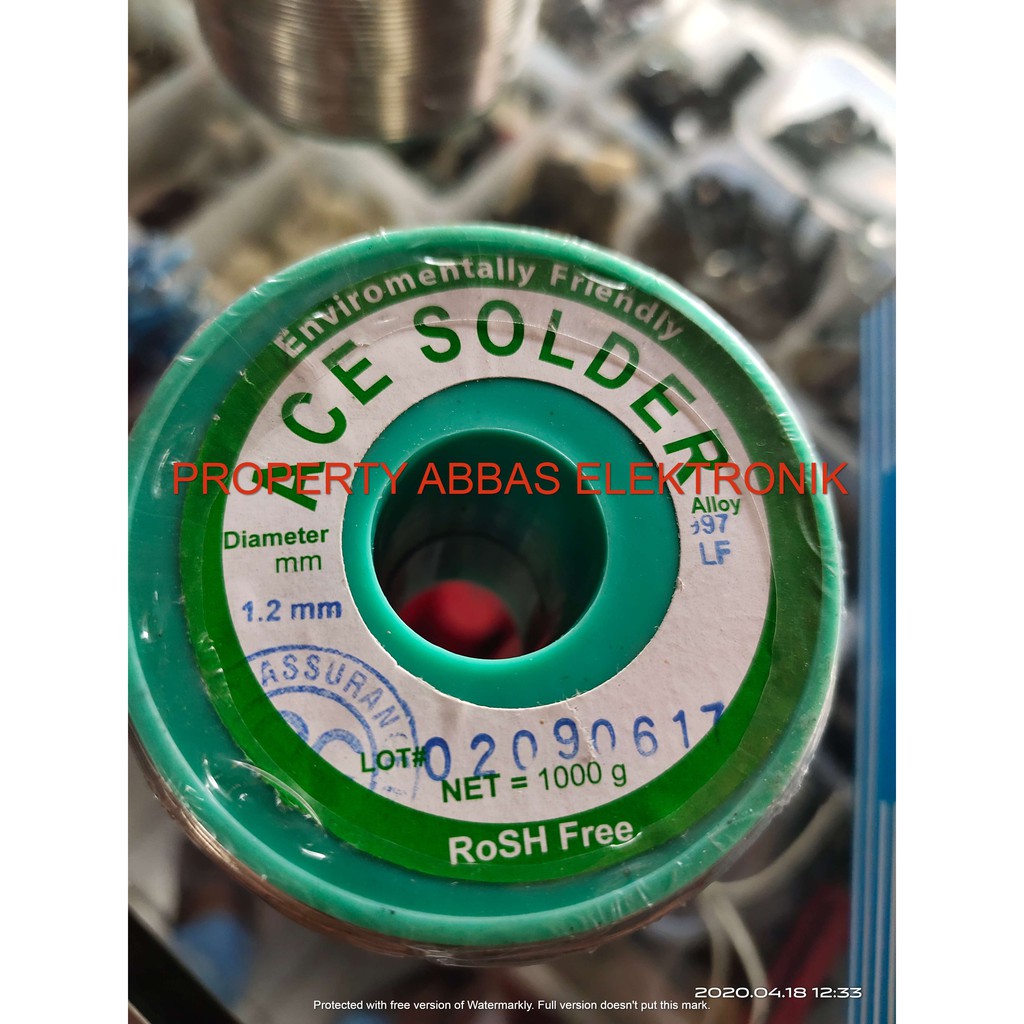 Enviromentally Friendly
ACE SOLDER
PROPERTY ABBAS ELEKTRONIK
Alloy
97
LF
Diameter
mm
1.2 mm
ASSURAN
QC
LOT# 02090617
NET = 1000 g
RoSH Free
2020.04.18 12:33
Protected with free version of Watermarkly. Full version doesn't put this mark.